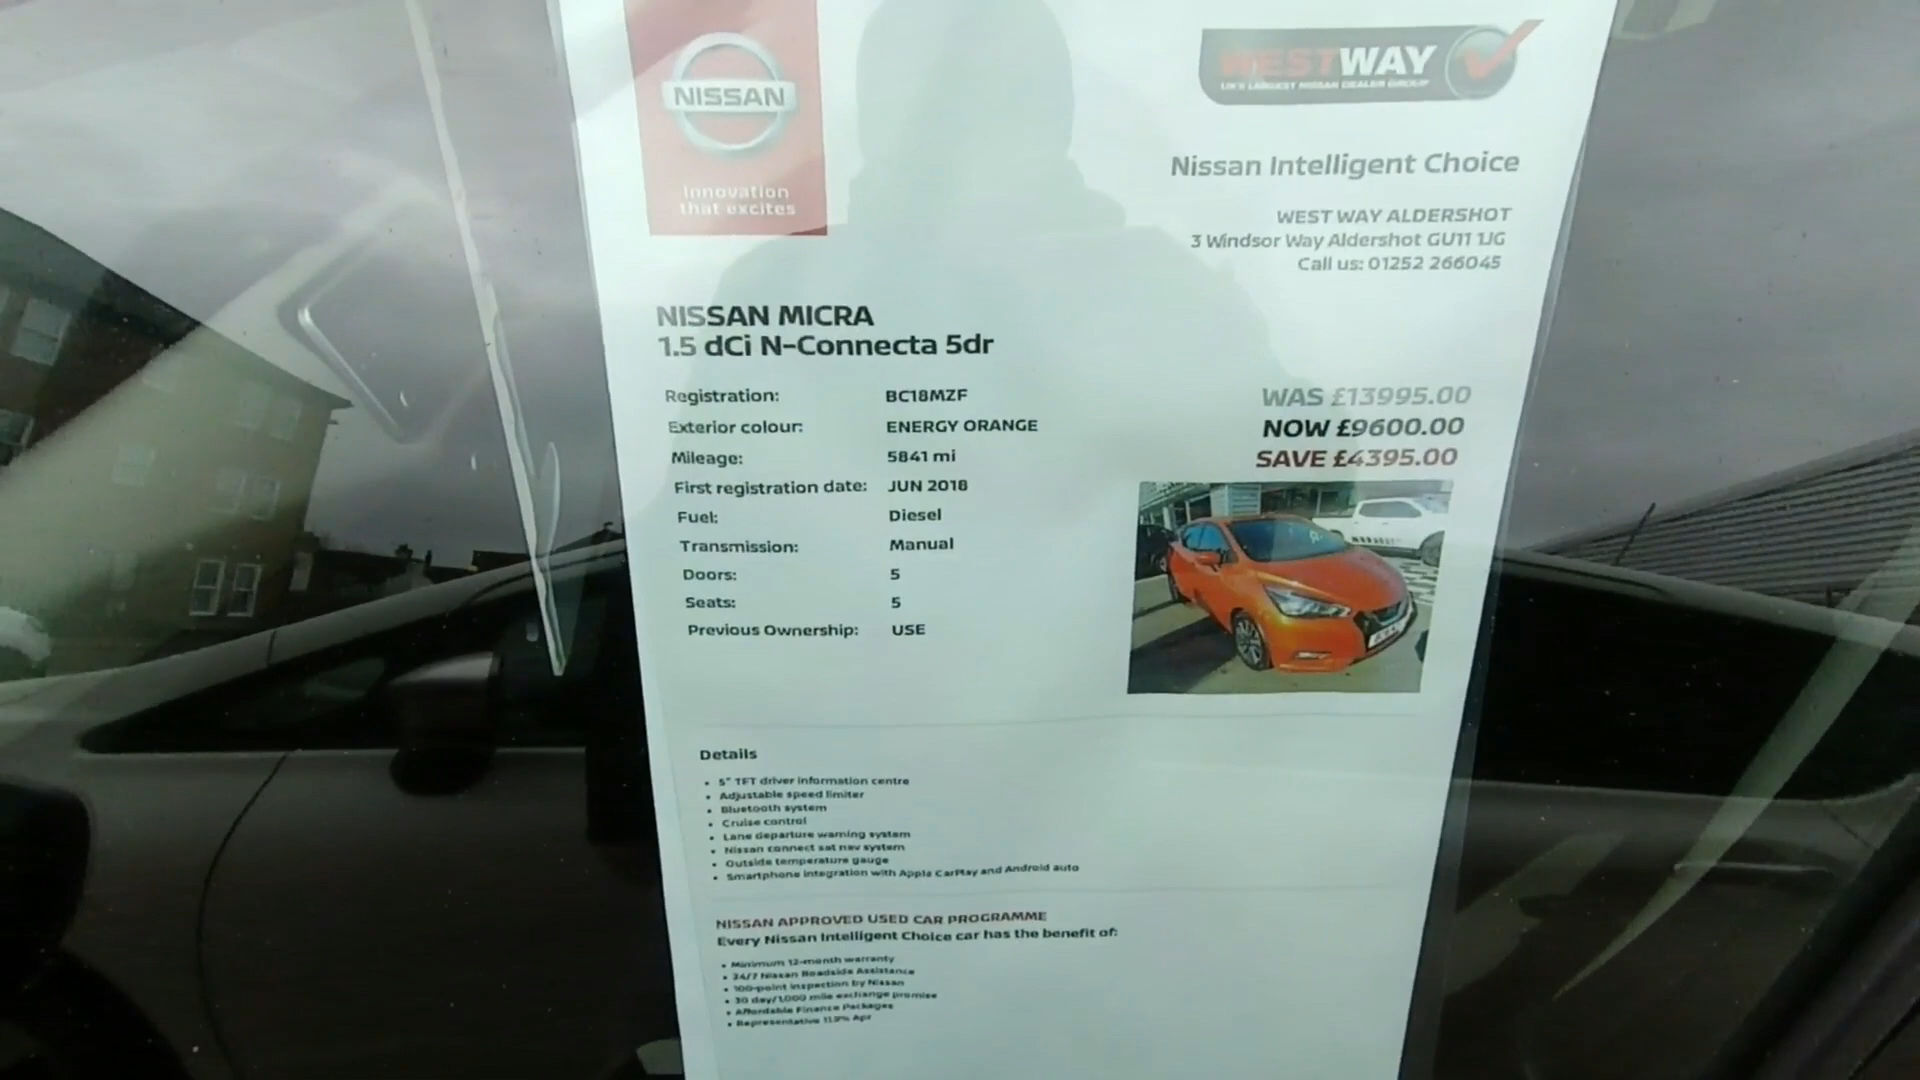 NISSAN
Innovation
that excites
WESTWAY
UK'S LARGEST NISSAN DEALER GROUP
Nissan Intelligent Choice
WEST WAY ALDERSHOT
3 Windsor Way Aldershot GU11 1JG
Call us: 01252 266045
NISSAN MICRA
1.5 dCi N-Connecta 5dr
Registration: BC18MZF
Exterior colour: ENERGY ORANGE
Mileage: 5841 mi
First registration date: JUN 2018
Fuel: Diesel
Transmission: Manual
Doors: 5
Seats: 5
Previous Ownership: USE
WAS £13995.00
NOW £9600.00
SAVE £4395.00
Details
• 5" TFT driver information centre
• Adjustable speed limiter
• Bluetooth system
• Cruise control
• Lane departure warning system
• Nissan connect sat nav system
• Outside temperature gauge
• Smartphone integration with Apple CarPlay and Android auto
NISSAN APPROVED USED CAR PROGRAMME
Every Nissan Intelligent Choice car has the benefit of:
• Minimum 12-month warranty
• 24/7 Nissan Roadside Assistance
• 100-point inspection by Nissan
• 30 day/1,000 mile exchange promise
• Affordable Finance Packages
• Representative Apr